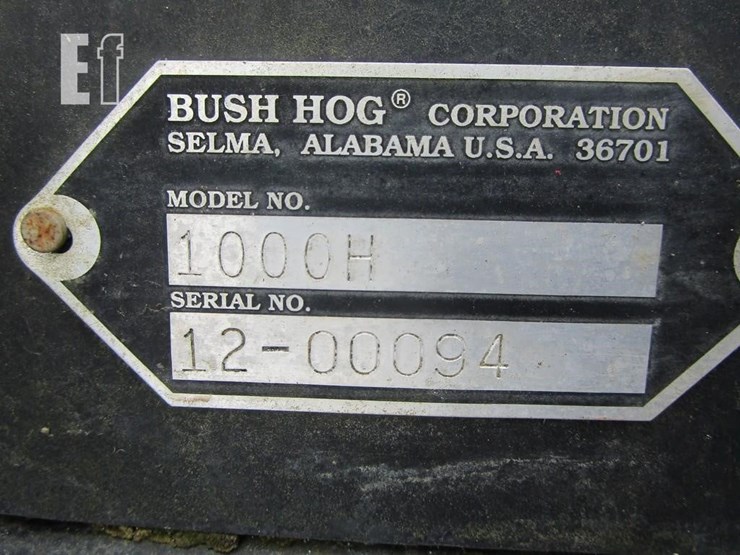 Ef
BUSH HOG® CORPORATION
SELMA, ALABAMA U.S.A. 36701
MODEL NO.
1000H
SERIAL NO.
12-00094